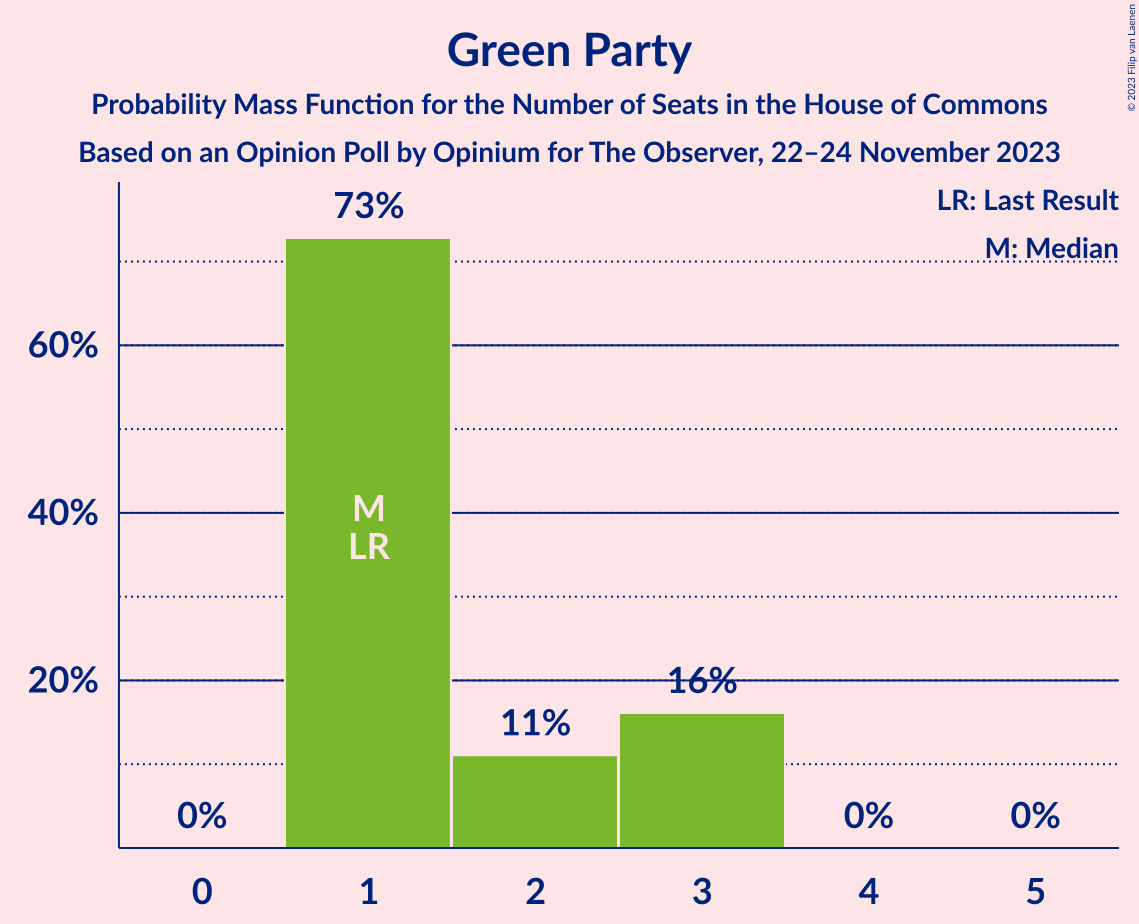 Green Party
Probability Mass Function for the Number of Seats in the House of Commons
Based on an Opinion Poll by Opinium for The Observer, 22–24 November 2023
© 2023 Filip van Laenen
LR: Last Result
M: Median
73%
60%
M
40%
LR
20%
16%
11%
0%
0%
0%
0
1
2
3
4
5